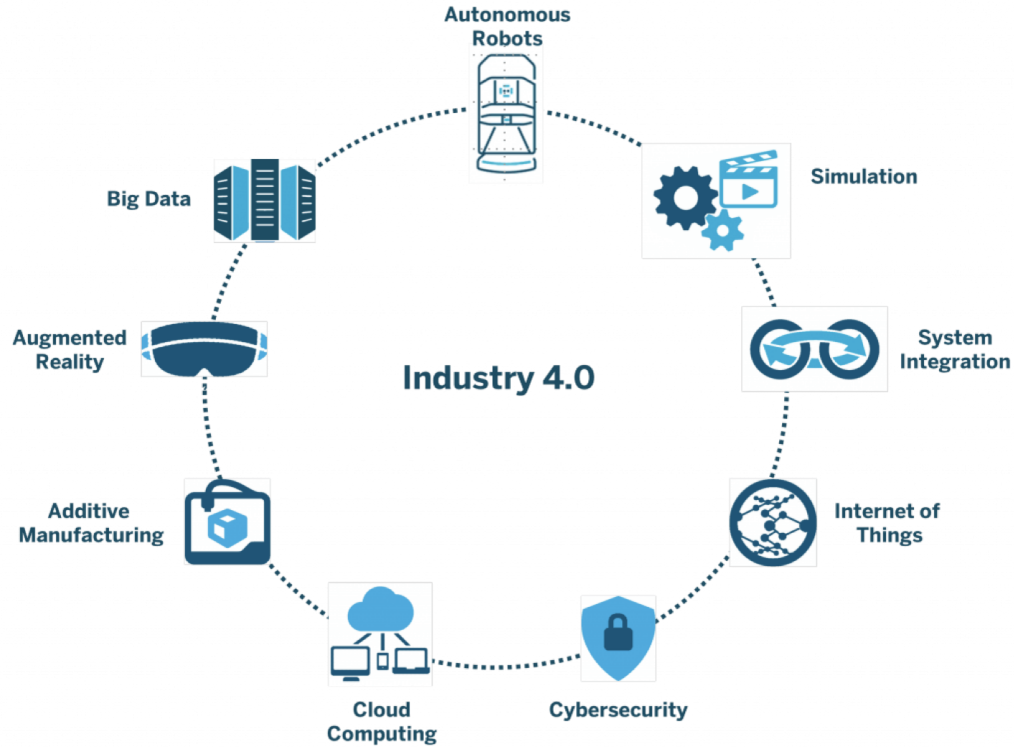 Autonomous
Robots
Simulation
Big Data
System
Integration
Augmented
Reality
Industry 4.0
Internet of
Things
Additive
Manufacturing
Cybersecurity
Cloud
Computing